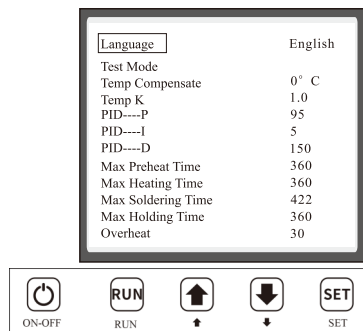 Language English
Test Mode
Temp Compensate 0° C
Temp K 1.0
PID----P 95
PID----I 5
PID----D 150
Max Preheat Time 360
Max Heating Time 360
Max Soldering Time 422
Max Holding Time 360
Overheat 30
RUN SET
ON-OFF RUN SET